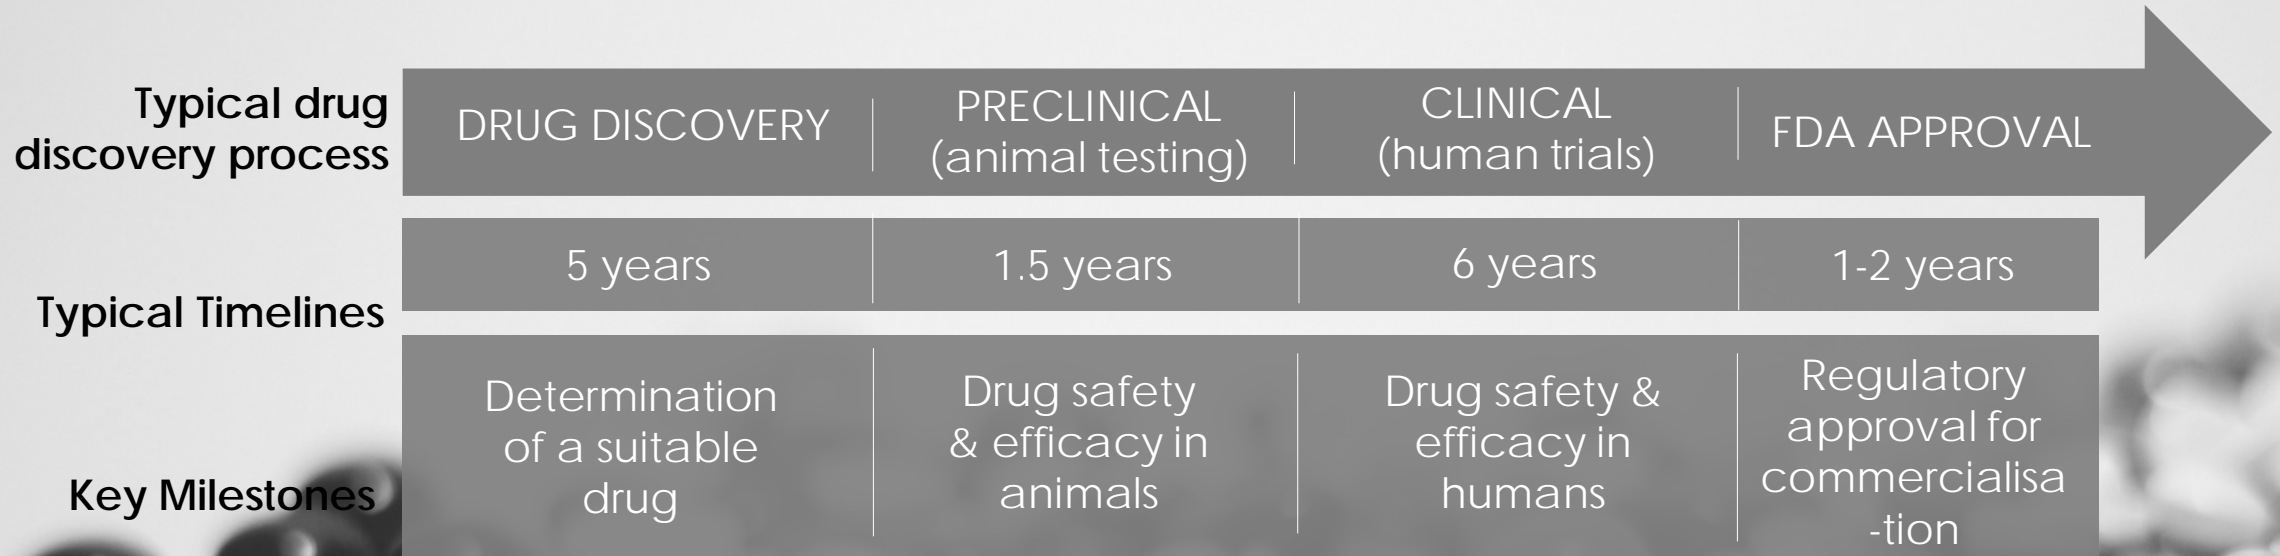 Typical drug
discovery process
DRUG DISCOVERY
PRECLINICAL
(animal testing)
CLINICAL
(human trials)
FDA APPROVAL
Typical Timelines
5 years
1.5 years
6 years
1-2 years
Key Milestones
Determination
of a suitable
drug
Drug safety
& efficacy in
animals
Drug safety &
efficacy in
humans
Regulatory
approval for
commercialisa
-tion